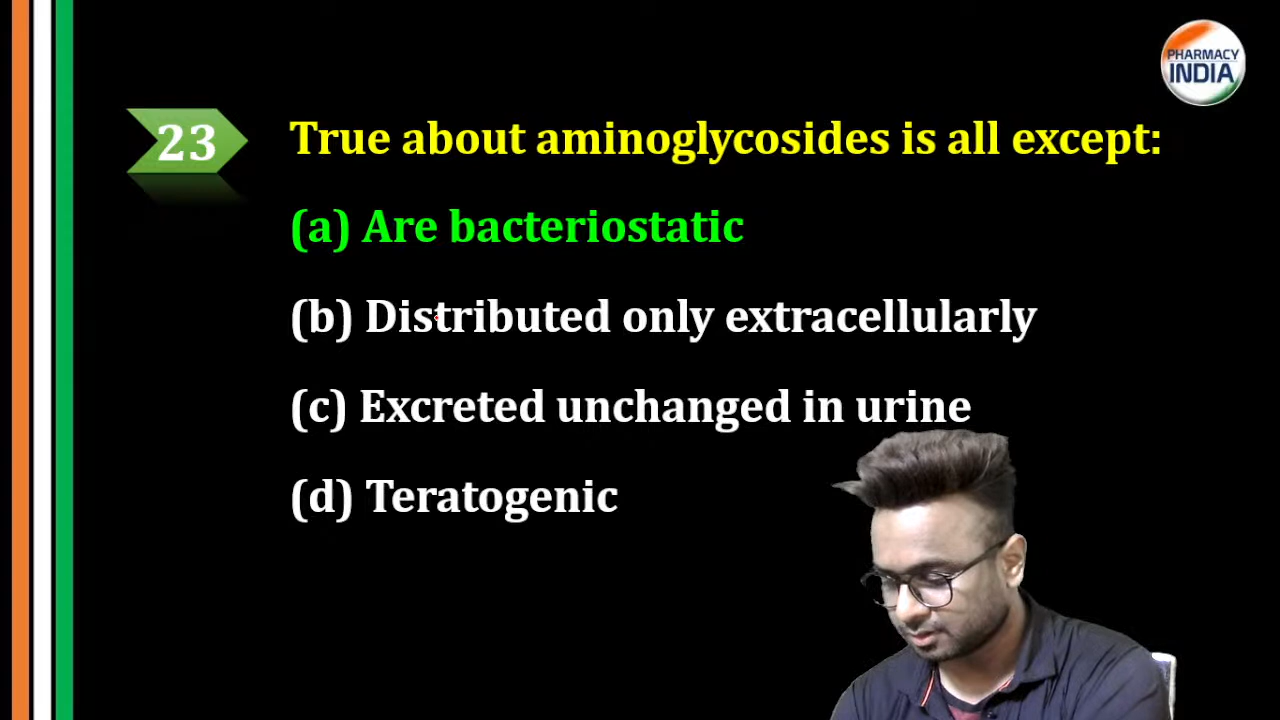 PHARMACY
INDIA
23
True about aminoglycosides is all except:
(a) Are bacteriostatic
(b) Distributed only extracellularly
(c) Excreted unchanged in urine
(d) Teratogenic